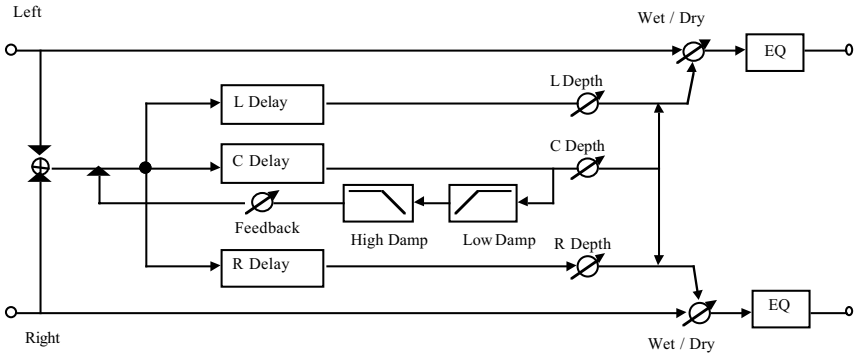 Left
Wet / Dry
EQ
L Depth
L Delay
C Depth
C Delay
Feedback
High Damp
Low Damp
R Depth
R Delay
EQ
Right
Wet / Dry